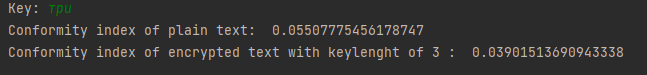 Key: три
Conformity index of plain text:  0.05507775456178747
Conformity index of encrypted text with keylenght of 3 :  0.03901513690943338